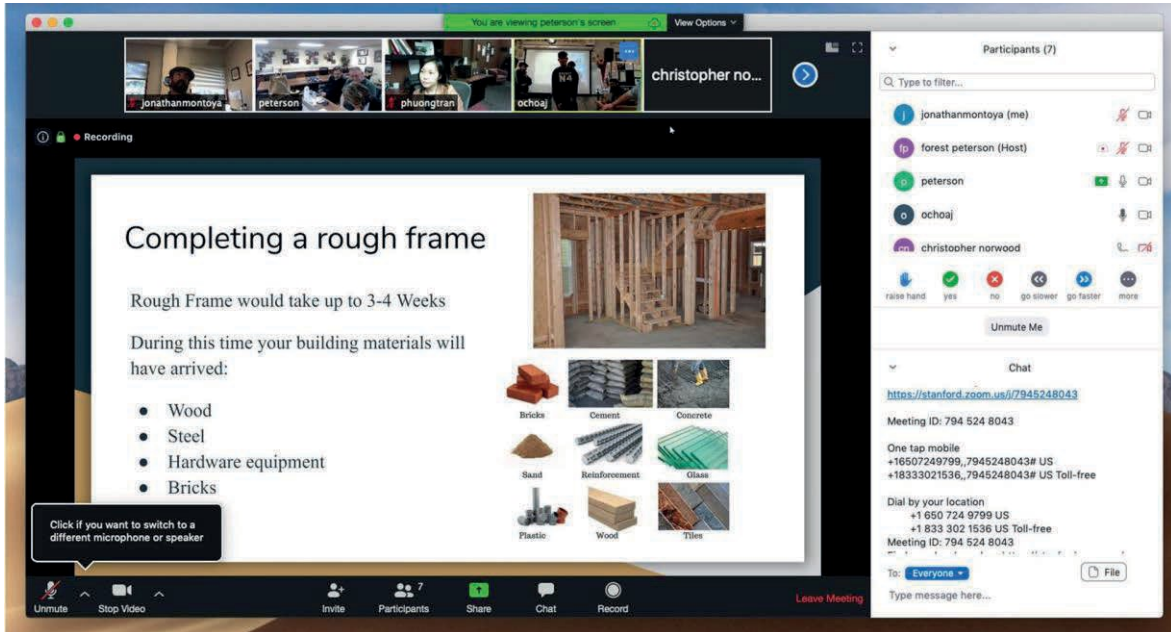 You are viewing peterson's screen
View Options
jonathanmontoya
peterson
phuongtran
ochoaj
christopher no...
Recording
Completing a rough frame
Rough Frame would take up to 3-4 Weeks
During this time your building materials will
have arrived:
Wood
Steel
Hardware equipment
Bricks
Bricks Cement Concrete
Sand Reinforcement Glass
Plastic Wood Tiles
Click if you want to switch to a
different microphone or speaker
Unmute
Stop Video
Invite
Participants 7
Share
Chat
Record
Leave Meeting
Participants (7)
Type to filter...
j jonathanmontoya (me)
fp forest peterson (Host)
p peterson
o ochoaj
cn christopher norwood
raise hand yes no go slower go faster more
Unmute Me
Chat
https://stanford.zoom.us/j/7945248043
Meeting ID: 794 524 8043
One tap mobile
+16507249799,,7945248043# US
+18333021536,,7945248043# US Toll-free
Dial by your location
+1 650 724 9799 US
+1 833 302 1536 US Toll-free
Meeting ID: 794 524 8043
To: Everyone
File
Type message here...